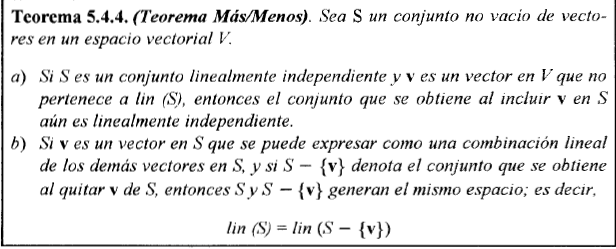 Teorema 5.4.4. (Teorema Más/Menos). Sea S un conjunto no vacío de vecto-
res en un espacio vectorial V.
a) Si S es un conjunto linealmente independiente y v es un vector en V que no
pertenece a lin (S), entonces el conjunto que se obtiene al incluir v en S
aún es linealmente independiente.
b) Si v es un vector en S que se puede expresar como una combinación lineal
de los demás vectores en S, y si S − {v} denota el conjunto que se obtiene
al quitar v de S, entonces S y S − {v} generan el mismo espacio; es decir,
lin (S) = lin (S − {v})